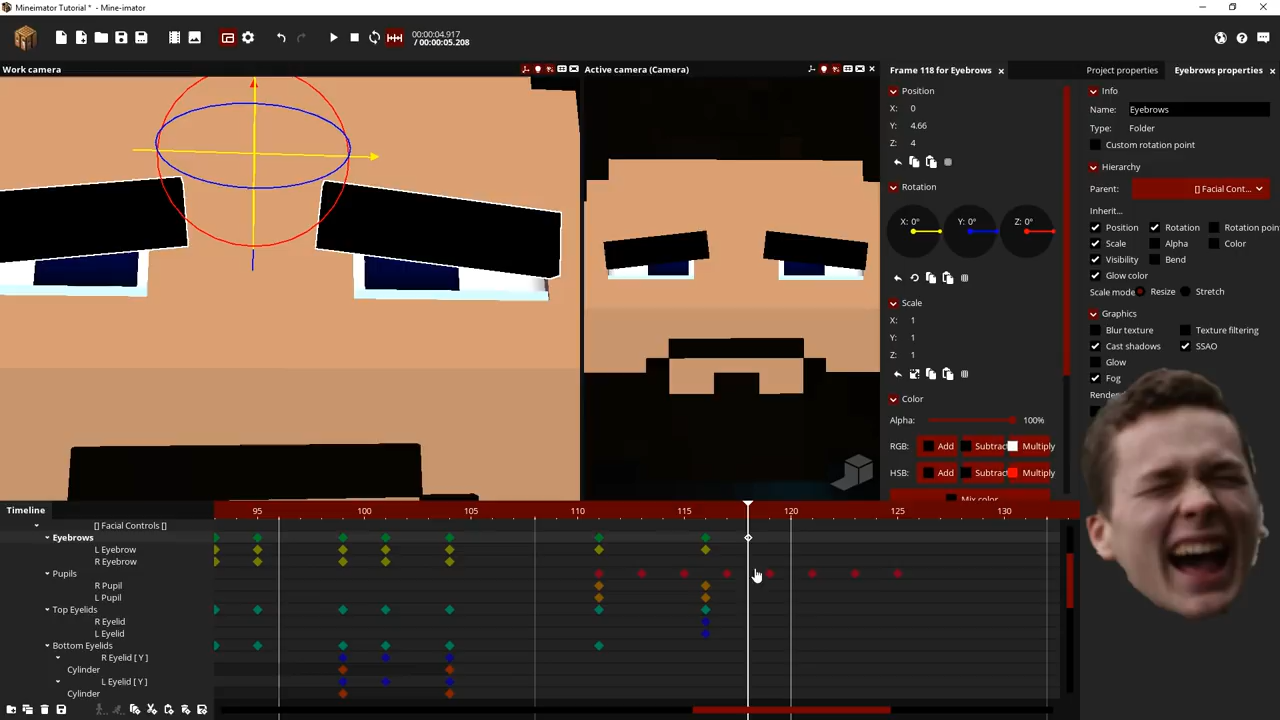 Mineimator Tutorial * - Mine-imator
00:00:04.917
/ 00:00:05.208
Work camera
Active camera (Camera)
Frame 118 for Eyebrows
Position
X: 0
Y: 4.66
Z: 4
Rotation
X: 0° Y: 0° Z: 0°
Scale
X: 1
Y: 1
Z: 1
Color
Alpha: 100%
RGB: Add Subtrac Multiply
HSB: Add Subtrac Multiply
Mix color
Project properties
Eyebrows properties
Info
Name: Eyebrows
Type: Folder
Custom rotation point
Hierarchy
Parent: [] Facial Cont...
Inherit...
Position Rotation Rotation poin
Scale Alpha Color
Visibility Bend
Glow color
Scale mode Resize Stretch
Graphics
Blur texture Texture filtering
Cast shadows SSAO
Glow
Fog
Render
Timeline
95 100 105 110 115 120 125 130
[] Facial Controls []
Eyebrows
L Eyebrow
R Eyebrow
Pupils
R Pupil
L Pupil
Top Eyelids
R Eyelid
L Eyelid
Bottom Eyelids
R Eyelid [ Y ]
Cylinder
L Eyelid [ Y ]
Cylinder